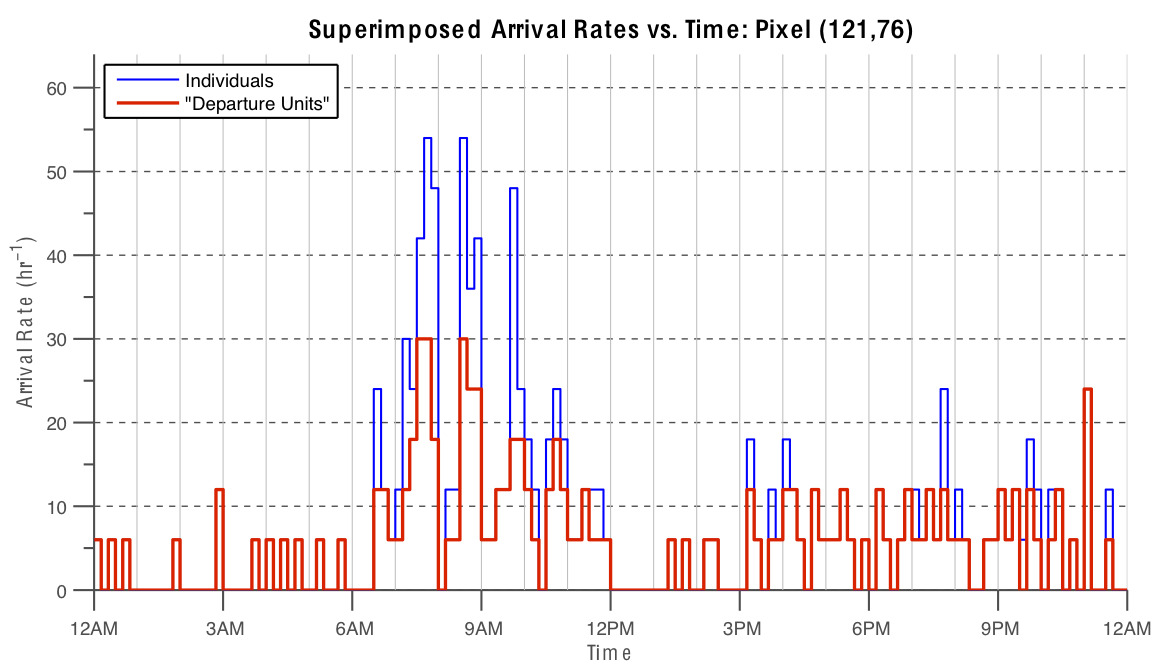 Superimposed Arrival Rates vs. Time: Pixel (121,76)
Individuals
"Departure Units"
60
50
40
30
20
10
0
Arrival Rate (hr⁻¹)
12AM 3AM 6AM 9AM 12PM 3PM 6PM 9PM 12AM
Time